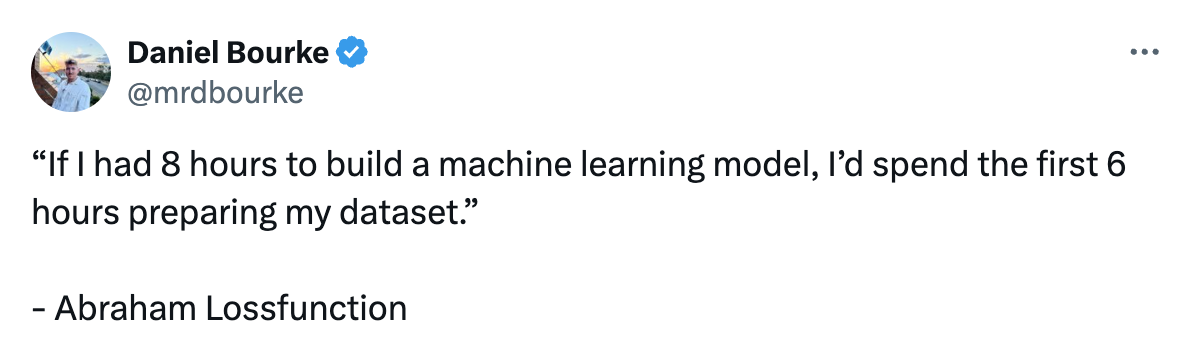 Daniel Bourke
@mrdbourke
“If I had 8 hours to build a machine learning model, I’d spend the first 6
hours preparing my dataset.”
- Abraham Lossfunction